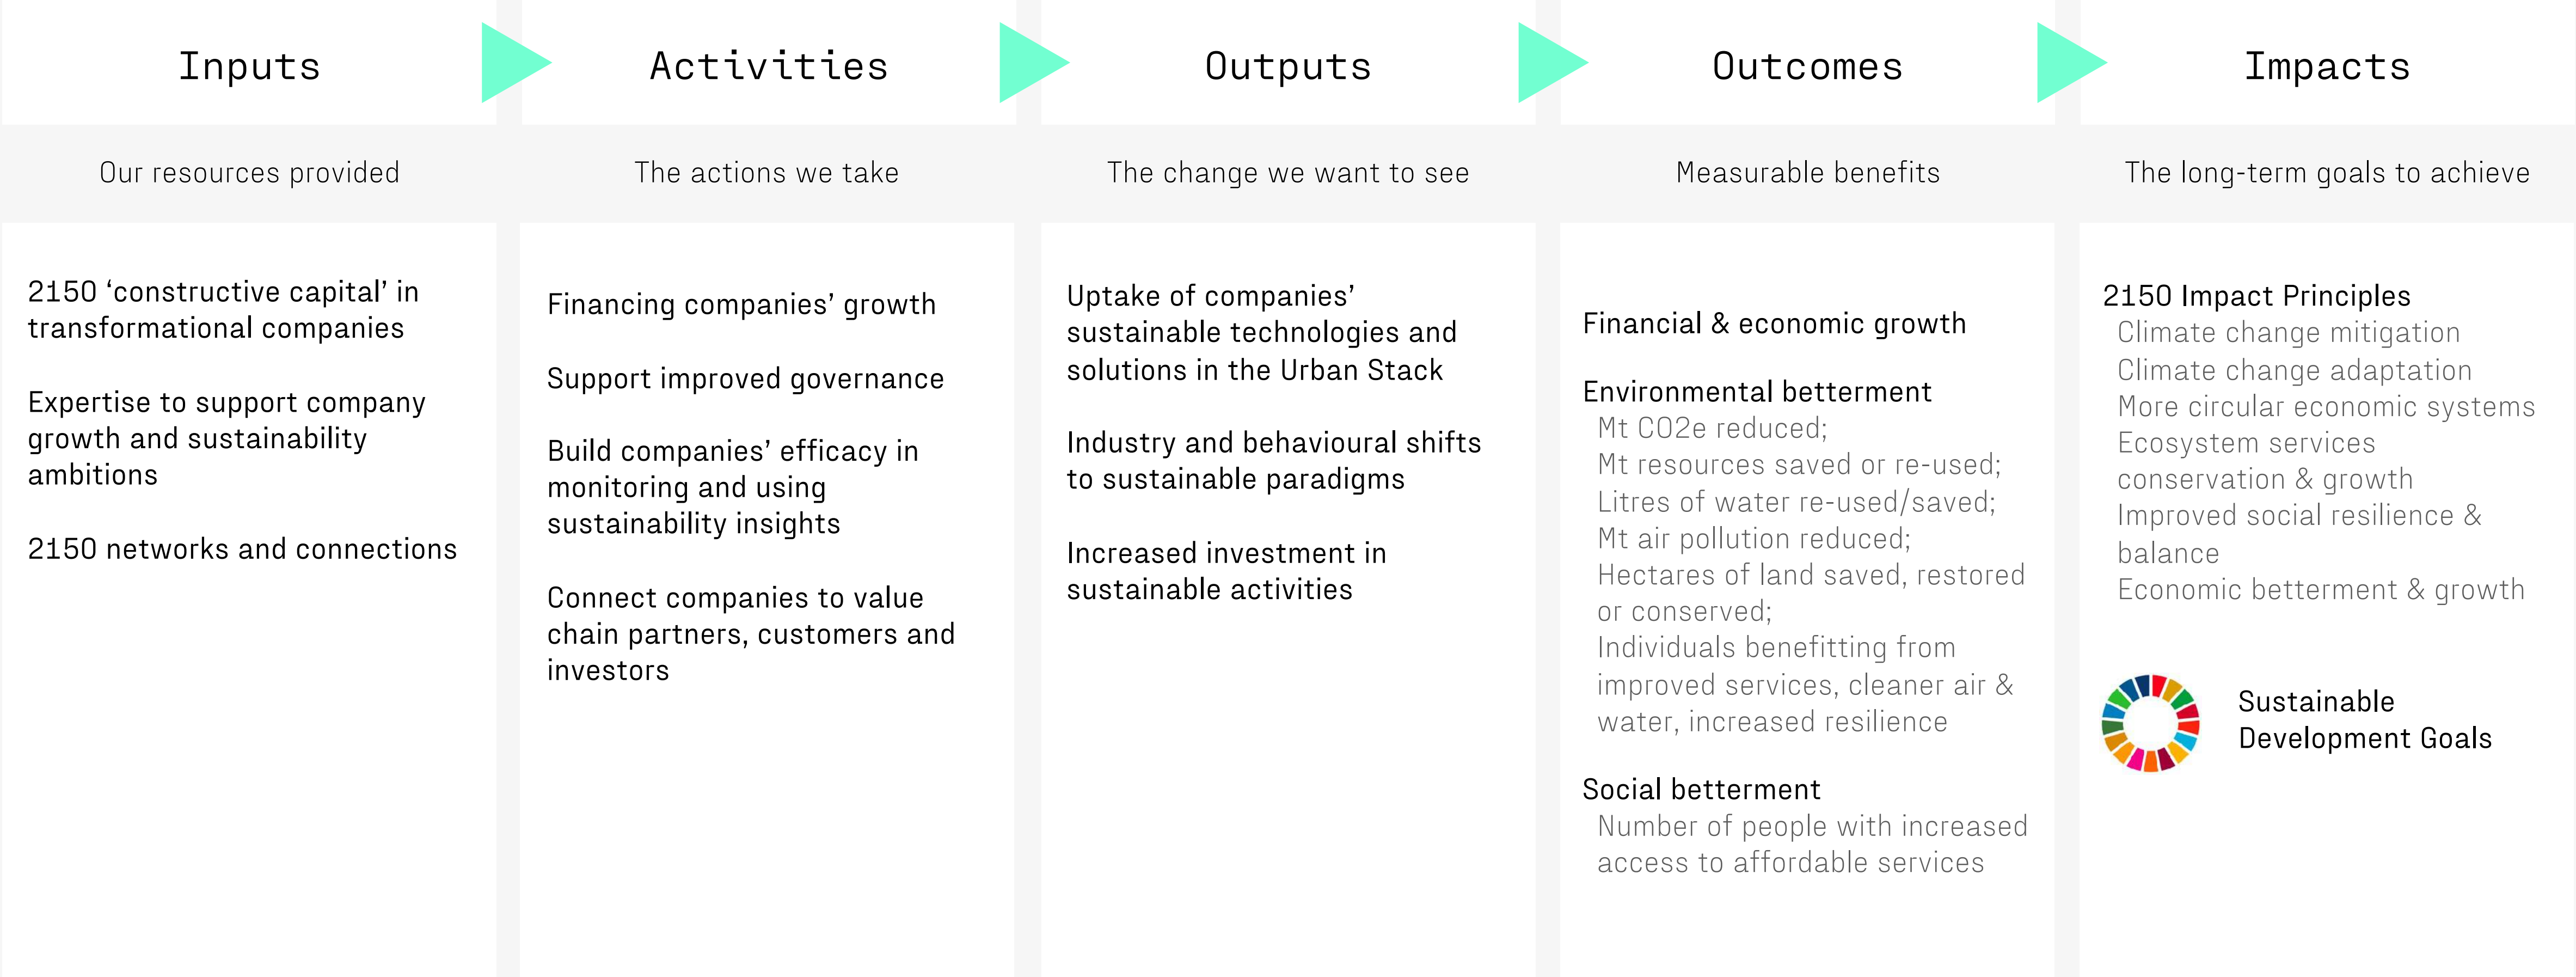 Inputs
Activities
Outputs
Outcomes
Impacts
Our resources provided
The actions we take
The change we want to see
Measurable benefits
The long-term goals to achieve
2150 ‘constructive capital’ in
transformational companies
Expertise to support company
growth and sustainability
ambitions
2150 networks and connections
Financing companies’ growth
Support improved governance
Build companies’ efficacy in
monitoring and using
sustainability insights
Connect companies to value
chain partners, customers and
investors
Uptake of companies’
sustainable technologies and
solutions in the Urban Stack
Industry and behavioural shifts
to sustainable paradigms
Increased investment in
sustainable activities
Financial & economic growth
Environmental betterment
Mt CO2e reduced;
Mt resources saved or re-used;
Litres of water re-used/saved;
Mt air pollution reduced;
Hectares of land saved, restored
or conserved;
Individuals benefitting from
improved services, cleaner air &
water, increased resilience
Social betterment
Number of people with increased
access to affordable services
2150 Impact Principles
Climate change mitigation
Climate change adaptation
More circular economic systems
Ecosystem services
conservation & growth
Improved social resilience &
balance
Economic betterment & growth
Sustainable
Development Goals